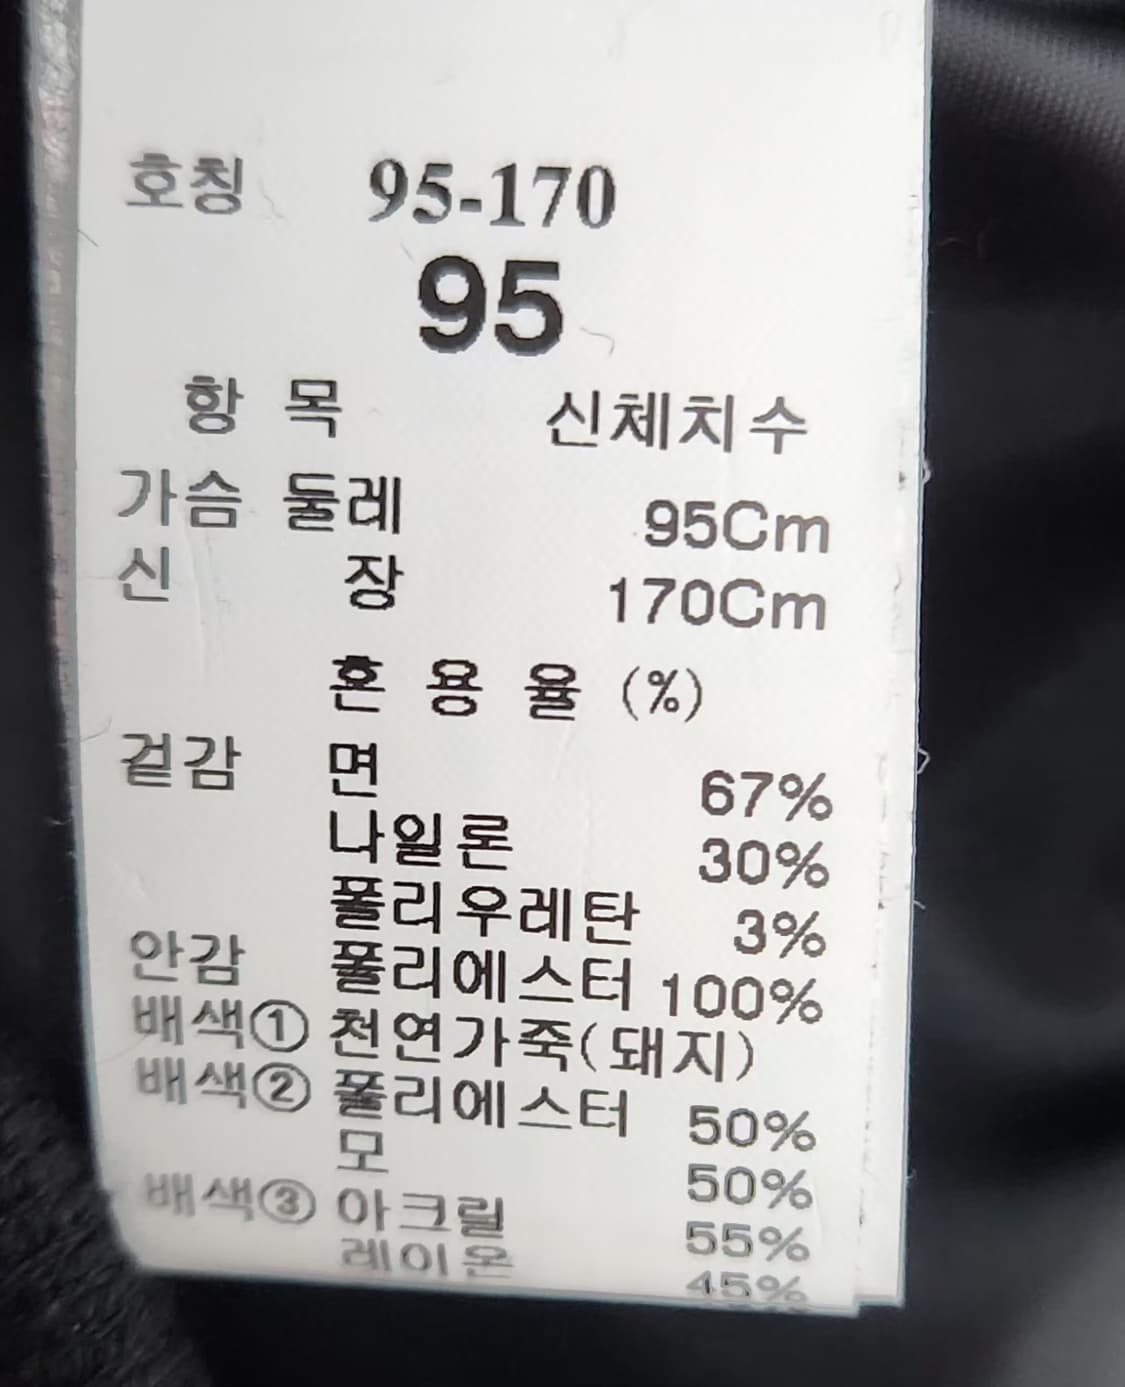 호칭 95-170
95
항 목 신체치수
가슴 둘레 95Cm
신 장 170Cm
혼 용 율 (%)
겉감 면 67%
나일론 30%
폴리우레탄 3%
안감 폴리에스터 100%
배색① 천연가죽(돼지)
배색② 폴리에스터 50%
모 50%
배색③ 아크릴 55%
레이온 45%